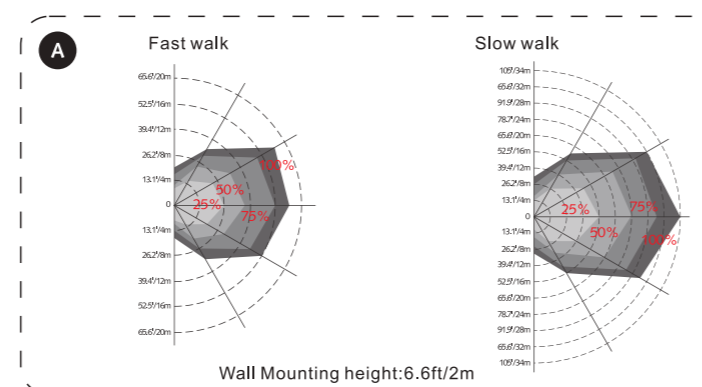 A
Fast walk
Slow walk
65.6'/20m
52.5'/16m
39.4'/12m
26.2'/8m
13.1'/4m
0
13.1'/4m
26.2'/8m
39.4'/12m
52.5'/16m
65.6'/20m
25%
50%
75%
100%
105'/34m
65.6'/32m
91.9'/28m
78.7'/24m
65.6'/20m
52.5'/16m
39.4'/12m
26.2'/8m
13.1'/4m
0
13.1'/4m
26.2'/8m
39.4'/12m
52.5'/16m
65.6'/20m
78.7'/24m
91.9'/28m
65.6'/32m
105'/34m
25%
50%
75%
100%
Wall Mounting height:6.6ft/2m